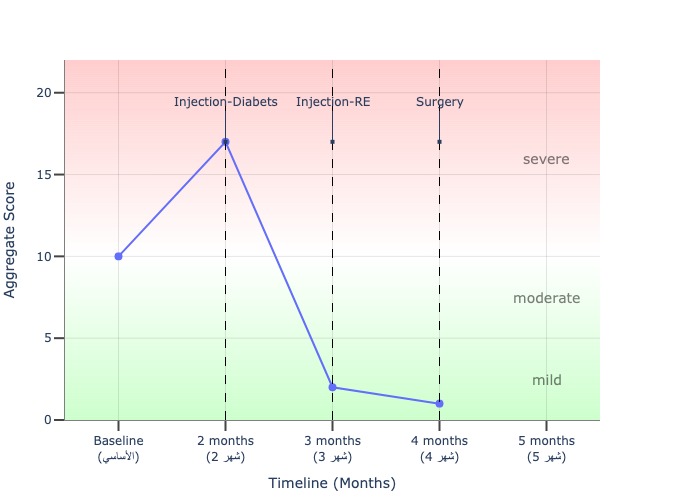 20
15
10
5
0
Aggregate Score
Injection-Diabets
Injection-RE
Surgery
severe
moderate
mild
Baseline
(الأساسي)
2 months
(شهر 2)
3 months
(شهر 3)
4 months
(شهر 4)
5 months
(شهر 5)
Timeline (Months)